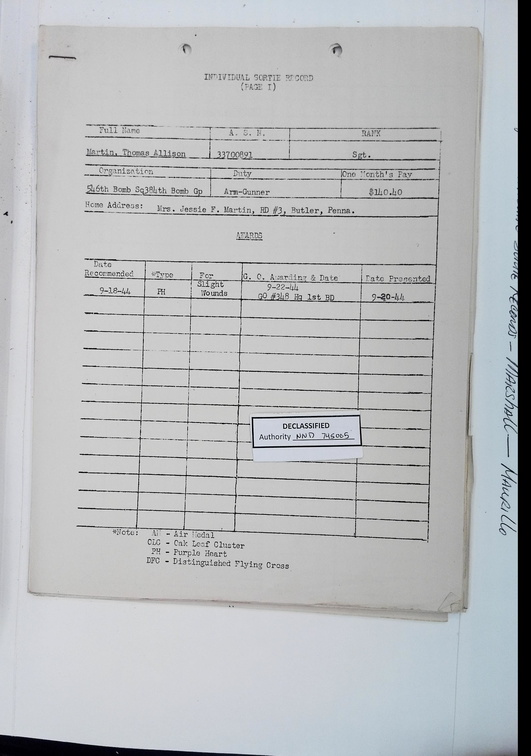 INDIVIDUAL SORTIE RECORD
(PAGE I)
Full Name A. S. N. RANK
Martin, Thomas Allison 33700891 Sgt.
Organization Duty One Month's Pay
546th Bomb Sq384th Bomb Gp Arm-Gunner $140.40
Home Address: Mrs. Jessie F. Martin, RD #3, Butler, Penna.
AWARDS
Date Recommended *Type For G. O. Awarding & Date Date Presented
9-18-44 PH Slight Wounds 9-22-44 GO #348 Hq 1st BD 9-20-44
DECLASSIFIED
Authority NND 745005
*Note: AM - Air Medal
OLC - Oak Leaf Cluster
PH - Purple Heart
DFC - Distinguished Flying Cross
Records - Marshall - Maurillo